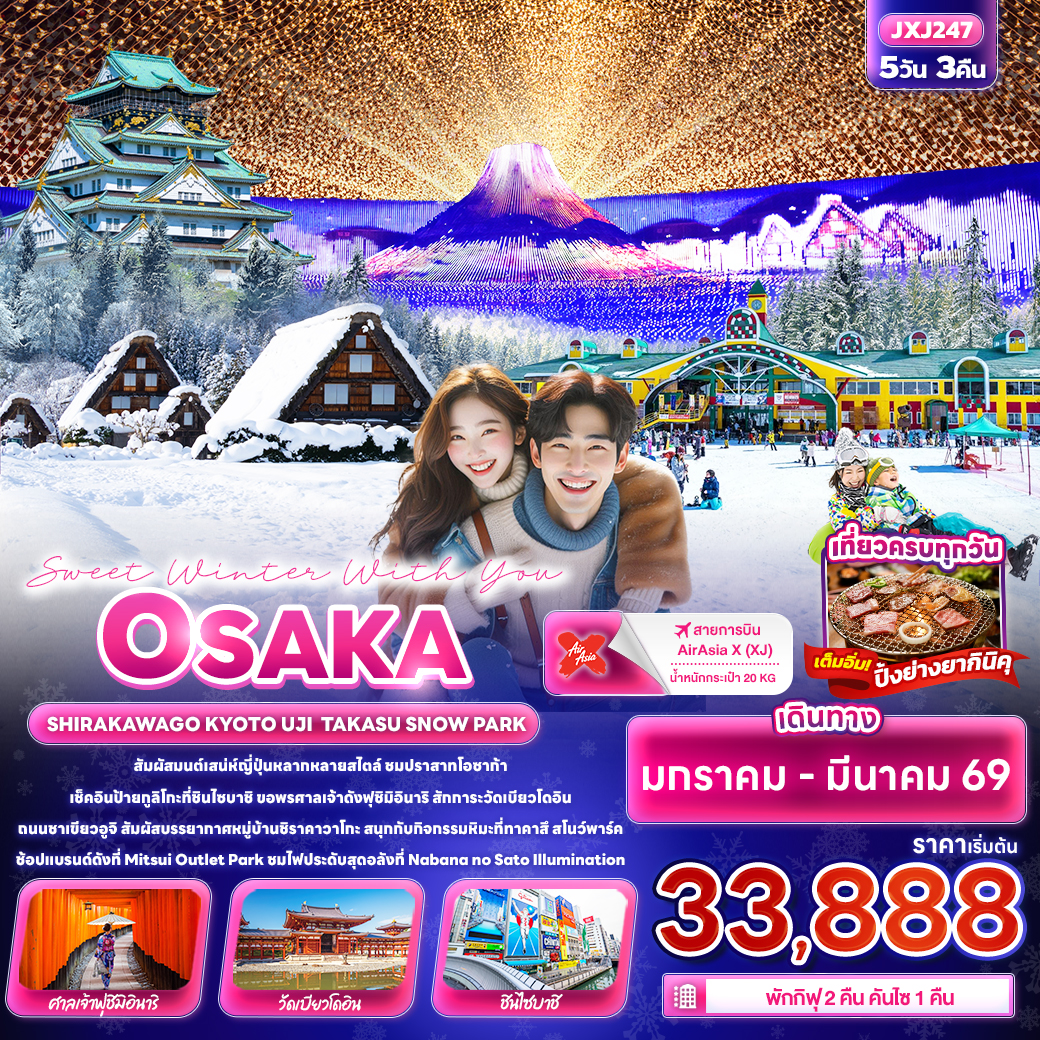 JXJ247
5วัน 3คืน
Sweet Winter With You
OSAKA
SHIRAKAWAGO KYOTO UJI TAKASU SNOW PARK
Air
Asia
สายการบิน
AirAsia X (XJ)
น้ำหนักกระเป๋า 20 KG
เที่ยวครบทุกวัน
เต็มอิ่ม! ปิ้งย่างยากินิคุ
สัมผัสมนต์เสน่ห์ญี่ปุ่นหลากหลายสไตล์ ชมปราสาทโอซาก้า
เช็คอินป้ายกูลิโกะที่ชินไซบาชิ ขอพรศาลเจ้าดังฟุชิมิอินาริ สักการะวัดเบียวโดอิน
ถนนชาเขียวอูจิ สัมผัสบรรยากาศหมู่บ้านชิราคาวาโกะ สนุกกับกิจกรรมหิมะที่ทาคาสึ สโนว์พาร์ค
ช้อปแบรนด์ดังที่ Mitsui Outlet Park ชมไฟประดับสุดอลังที่ Nabana no Sato Illumination
เดินทาง
มกราคม - มีนาคม 69
ราคาเริ่มต้น
33,888
พักกิฟุ 2 คืน คันไซ 1 คืน
ศาลเจ้าฟุชิมิอินาริ
วัดเบียวโดอิน
ชินไซบาชิ